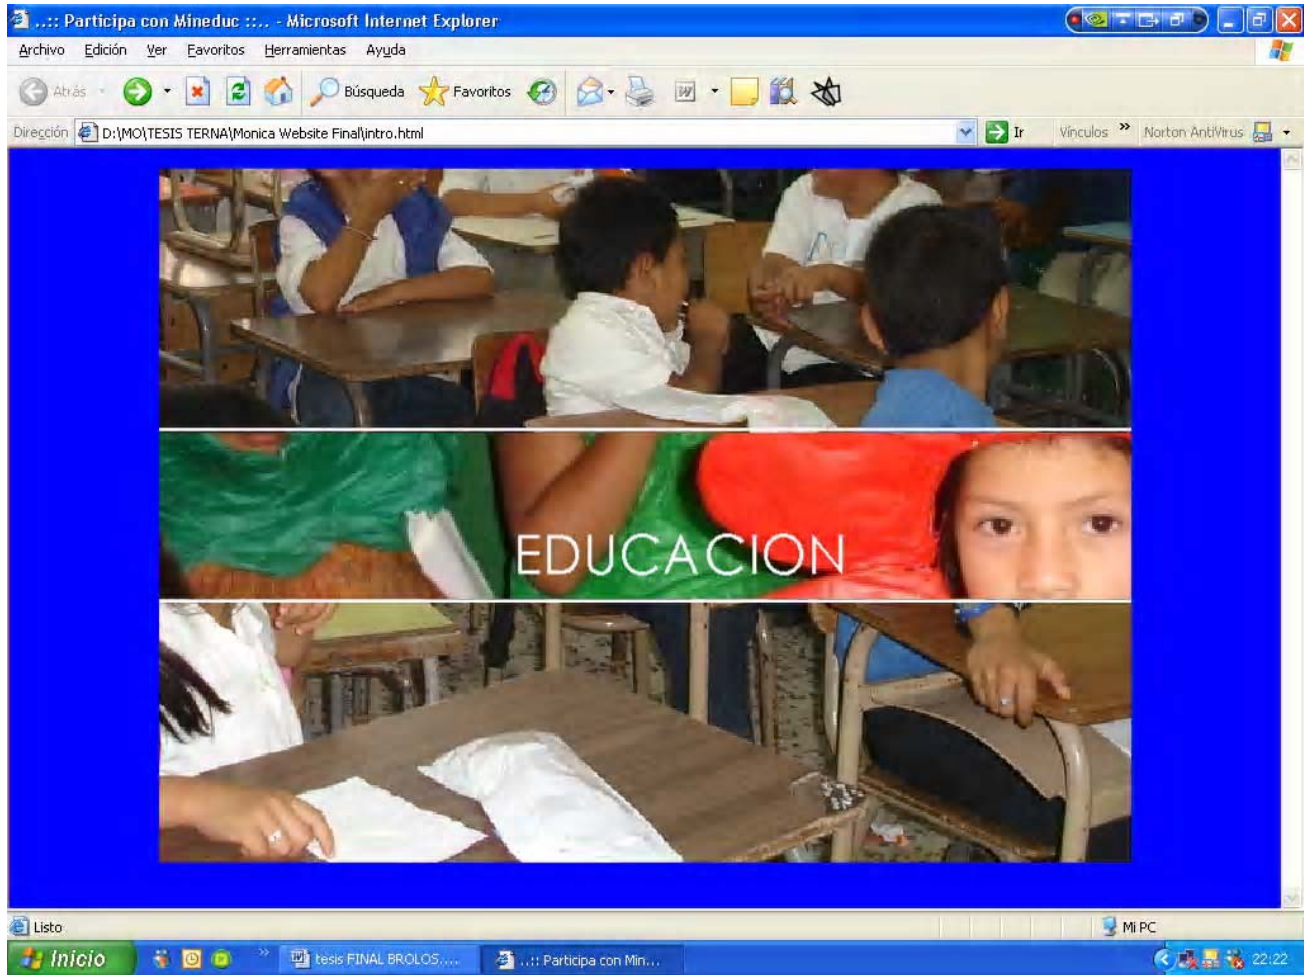 ..:: Participa con Mineduc ::.. - Microsoft Internet Explorer
Archivo Edición Ver Favoritos Herramientas Ayuda
Atrás Búsqueda Favoritos
Dirección D:\MO\TESIS TERNA\Monica Website Final\intro.html Ir Vínculos » Norton AntiVirus
EDUCACION
Listo Mi PC
Inicio » tesis FINAL BROLOS.... ..:: Participa con Min... 22:22